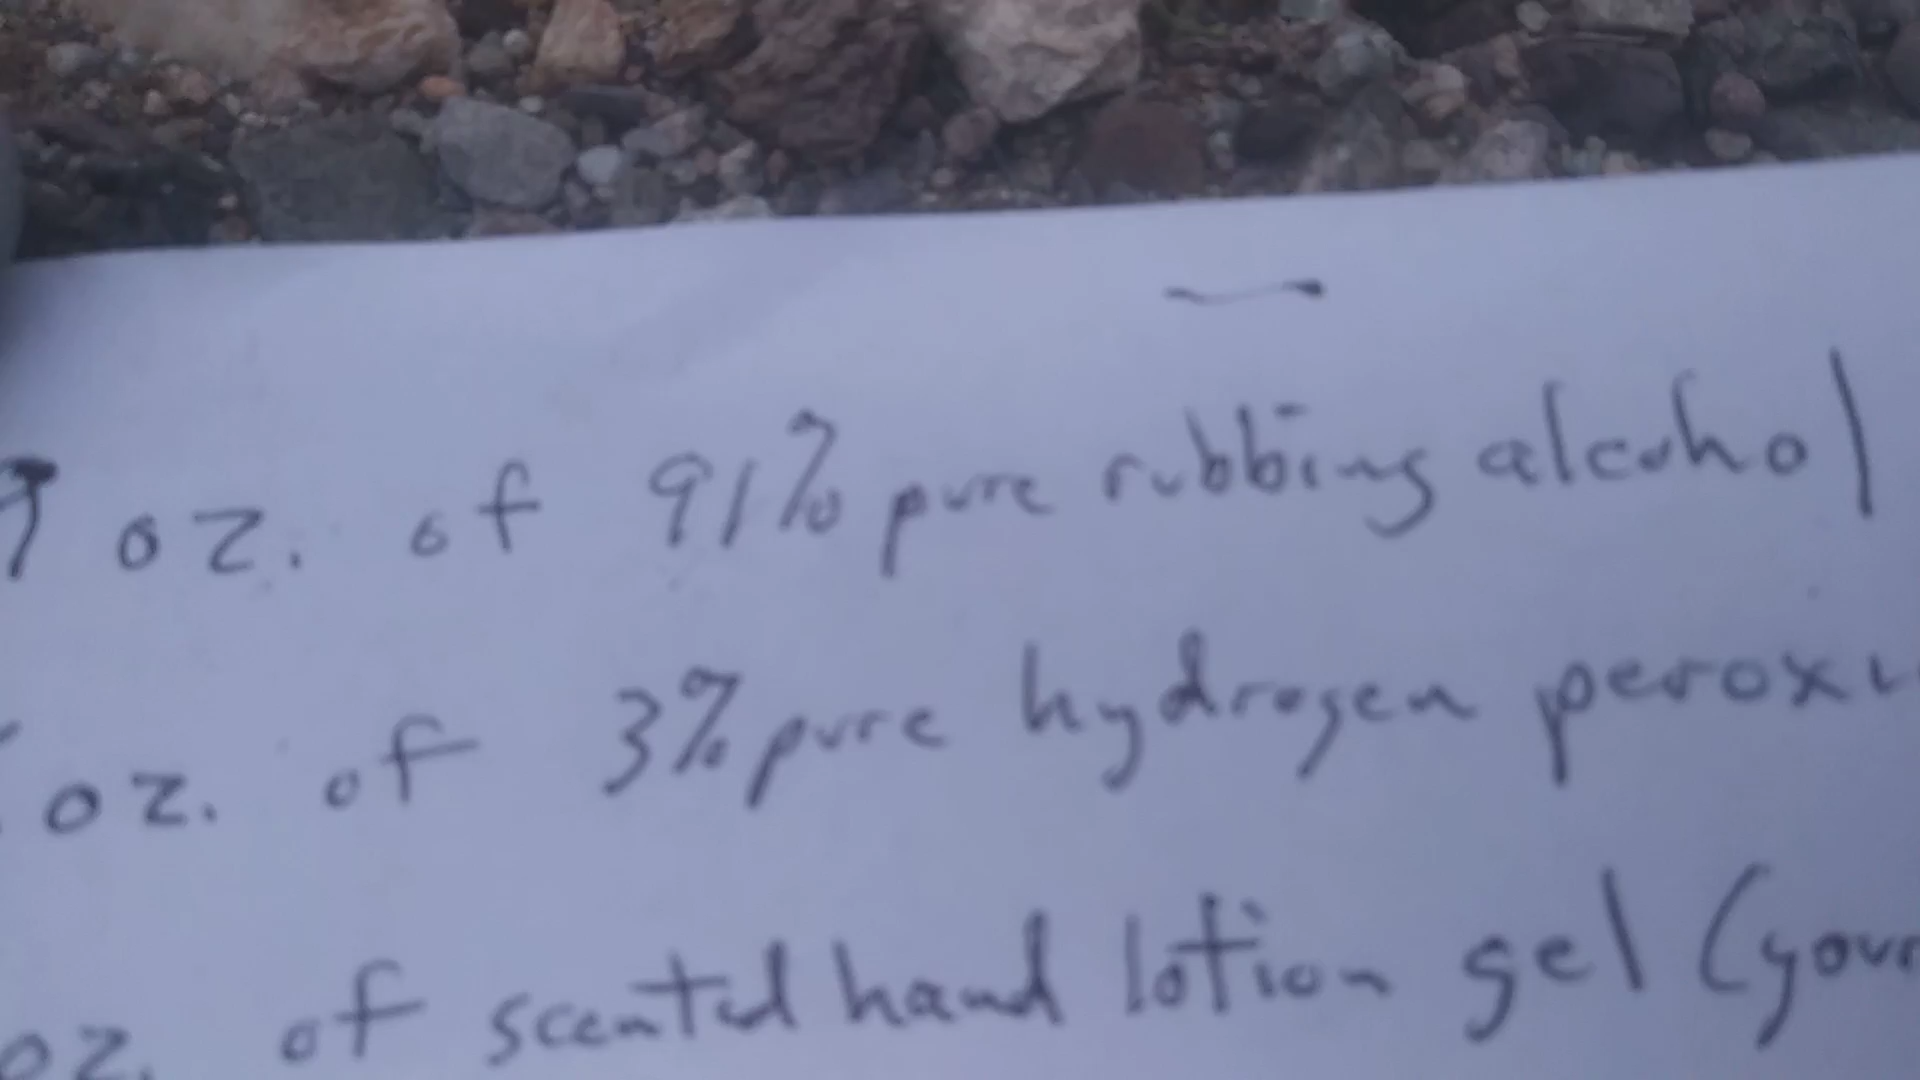 oz. of 91% pure rubbing alcohol
oz. of 3% pure hydrogen
oz. of scented hand lotion gel (